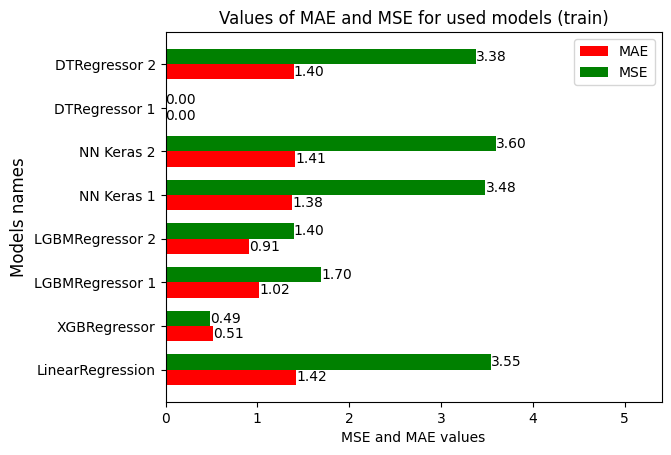 Values of MAE and MSE for used models (train)
MAE
MSE
Models names
DTRegressor 2
3.38
1.40
DTRegressor 1
0.00
0.00
NN Keras 2
3.60
1.41
NN Keras 1
3.48
1.38
LGBMRegressor 2
1.40
0.91
LGBMRegressor 1
1.70
1.02
XGBRegressor
0.49
0.51
LinearRegression
3.55
1.42
0 1 2 3 4 5
MSE and MAE values